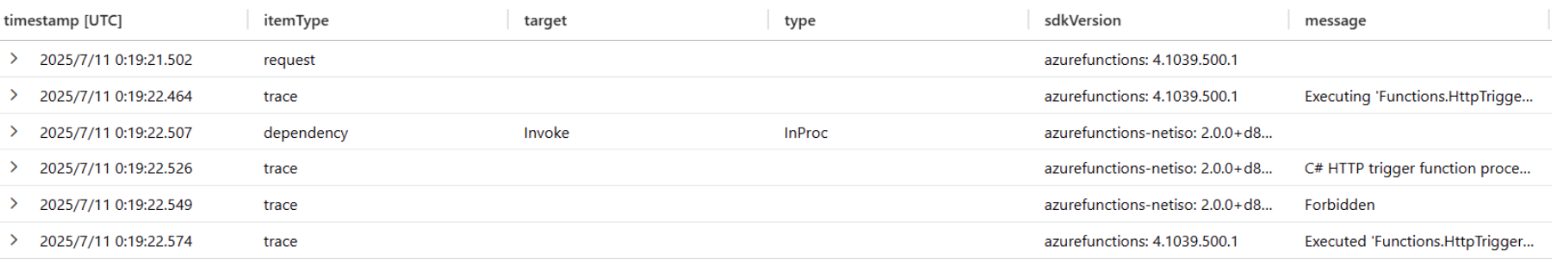 timestamp [UTC] itemType target type sdkVersion message
2025/7/11 0:19:21.502 request azurefunctions: 4.1039.500.1
2025/7/11 0:19:22.464 trace azurefunctions: 4.1039.500.1 Executing 'Functions.HttpTrigge...
2025/7/11 0:19:22.507 dependency Invoke InProc azurefunctions-netiso: 2.0.0+d8...
2025/7/11 0:19:22.526 trace azurefunctions-netiso: 2.0.0+d8... C# HTTP trigger function proce...
2025/7/11 0:19:22.549 trace azurefunctions-netiso: 2.0.0+d8... Forbidden
2025/7/11 0:19:22.574 trace azurefunctions: 4.1039.500.1 Executed 'Functions.HttpTrigger...